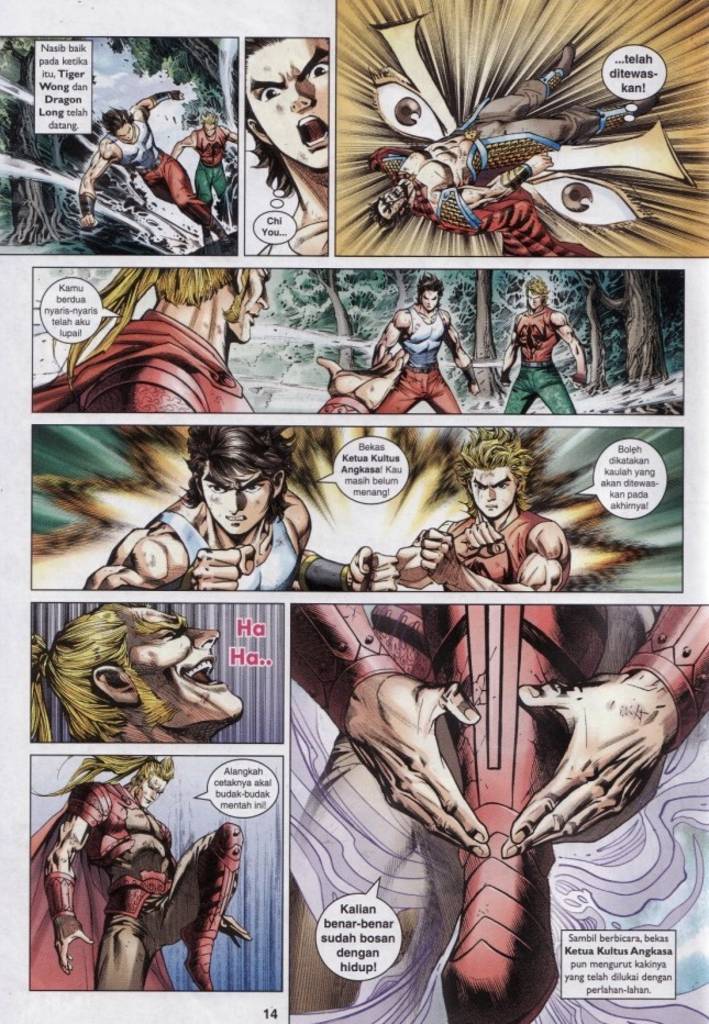 Nasib baik
pada ketika
itu, Tiger
Wong dan
Dragon
Long telah
datang.
Chi
You...
...telah
ditewas-
kan!
Kamu
berdua
nyaris-nyaris
telah aku
lupai!
Bekas
Ketua Kultus
Angkasa! Kau
masih belum
menang!
Boleh
dikatakan
kaulah yang
akan ditewas-
kan pada
akhirnya!
Ha
Ha..
Alangkah
cetaknya akal
budak-budak
mentah ini!
Kalian
benar-benar
sudah bosan
dengan
hidup!
Sambil berbicara, bekas
Ketua Kultus Angkasa
pun mengurut kakinya
yang telah dilukai dengan
perlahan-lahan.
14